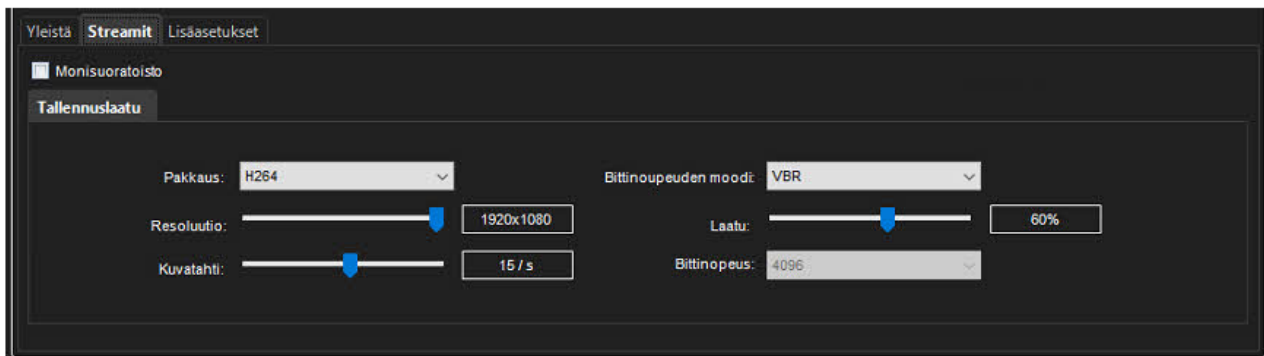 Yleistä Streamit Lisäasetukset
Monisuoratoisto
Tallennuslaatu
Pakkaus: H264 Bittinoupeuden moodi: VBR
Resoluutio: 1920x1080 Laatu: 60%
Kuvatahti: 15 / s Bittinopeus: 4096